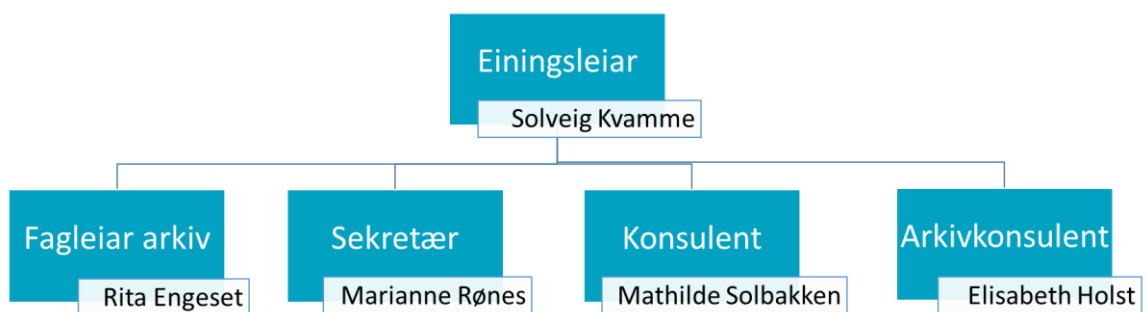 Einingsleiar
Solveig Kvamme
Fagleiar arkiv
Rita Engeset
Sekretær
Marianne Rønes
Konsulent
Mathilde Solbakken
Arkivkonsulent
Elisabeth Holst